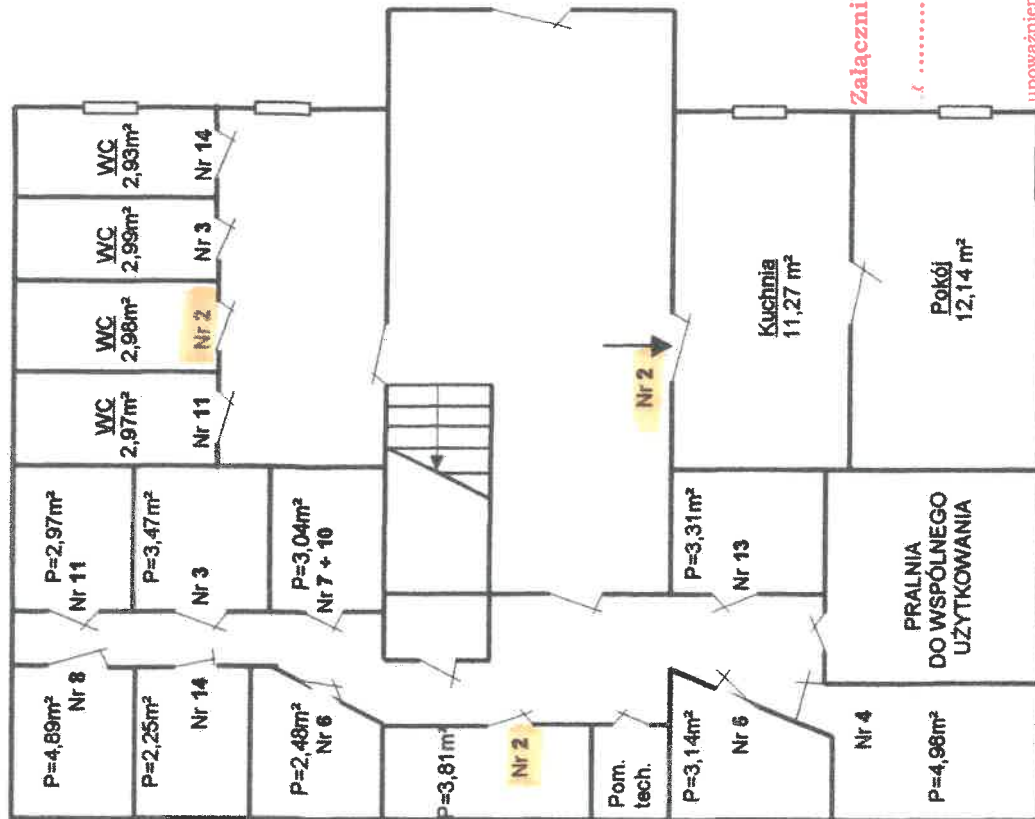 P=4,89m²
Nr 8
P=2,97m²
Nr 11
WC
2,97m²
Nr 11
WC
2,98m²
Nr 2
WC
2,99m²
Nr 3
WC
2,93m²
Nr 14
P=2,25m²
Nr 14
P=3,47m²
Nr 3
P=2,48m²
Nr 6
P=3,04m²
Nr 7 + 10
P=3,81m²
Nr 2
Pom.
tech.
Nr 2
P=3,14m²
Nr 5
P=3,31m²
Nr 13
Kuchnia
11,27 m²
Nr 4
P=4,98m²
PRALNIA
DO WSPÓLNEGO
UŻYTKOWANIA
Pokój
12,14 m²
Załączni
upoważnien